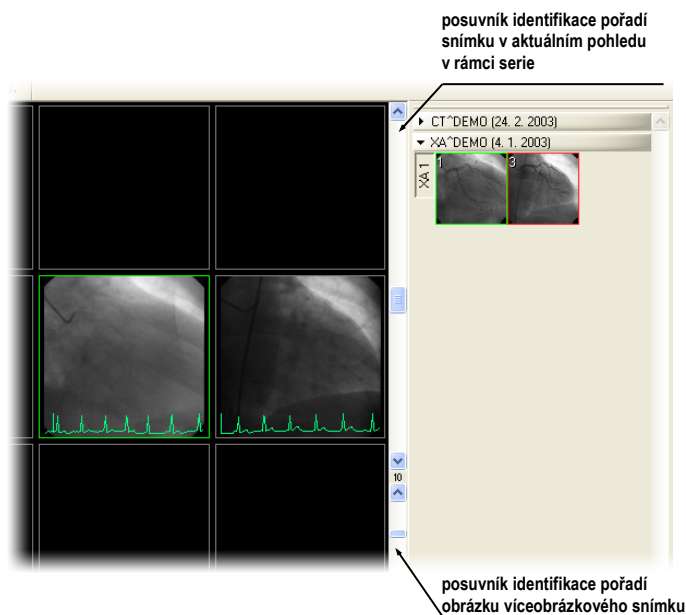 posuvník identifikace pořadí
snímku v aktuálním pohledu
v rámci serie
CT^DEMO (24. 2. 2003)
XA^DEMO (4. 1. 2003)
XA 1
1
3
10
posuvník identifikace pořadí
obrázku víceobrázkového snímku